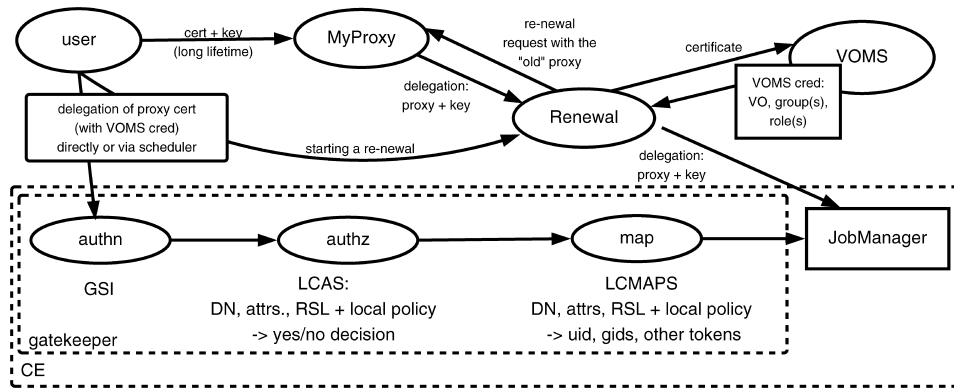 user
cert + key
(long lifetime)
MyProxy
re-newal
request with the
"old" proxy
certificate
VOMS
VOMS cred:
VO, group(s),
role(s)
delegation:
proxy + key
Renewal
delegation of proxy cert
(with VOMS cred)
directly or via scheduler
starting a re-newal
delegation:
proxy + key
authn
authz
map
JobManager
GSI
LCAS:
DN, attrs., RSL + local policy
-> yes/no decision
LCMAPS
DN, attrs, RSL + local policy
-> uid, gids, other tokens
gatekeeper
CE